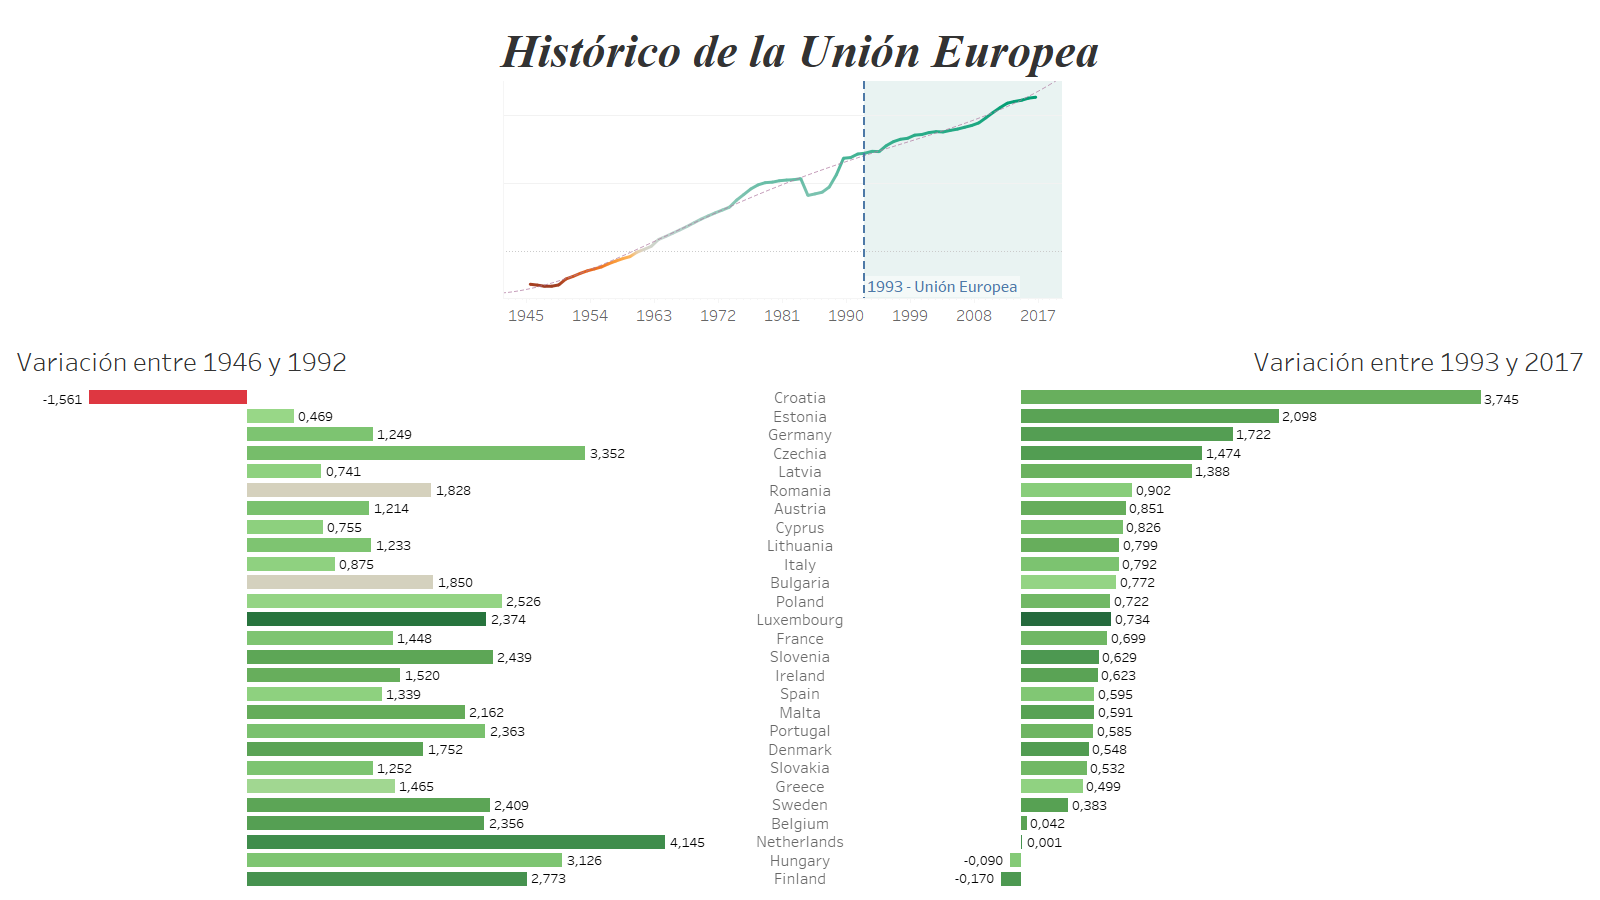 Histórico de la Unión Europea
1993 - Unión Europea
1945 1954 1963 1972 1981 1990 1999 2008 2017
Variación entre 1946 y 1992
Variación entre 1993 y 2017
-1,561 Croatia 3,745
0,469 Estonia 2,098
1,249 Germany 1,722
3,352 Czechia 1,474
0,741 Latvia 1,388
1,828 Romania 0,902
1,214 Austria 0,851
0,755 Cyprus 0,826
1,233 Lithuania 0,799
0,875 Italy 0,792
1,850 Bulgaria 0,772
2,526 Poland 0,722
2,374 Luxembourg 0,734
1,448 France 0,699
2,439 Slovenia 0,629
1,520 Ireland 0,623
1,339 Spain 0,595
2,162 Malta 0,591
2,363 Portugal 0,585
1,752 Denmark 0,548
1,252 Slovakia 0,532
1,465 Greece 0,499
2,409 Sweden 0,383
2,356 Belgium 0,042
4,145 Netherlands 0,001
3,126 Hungary -0,090
2,773 Finland -0,170